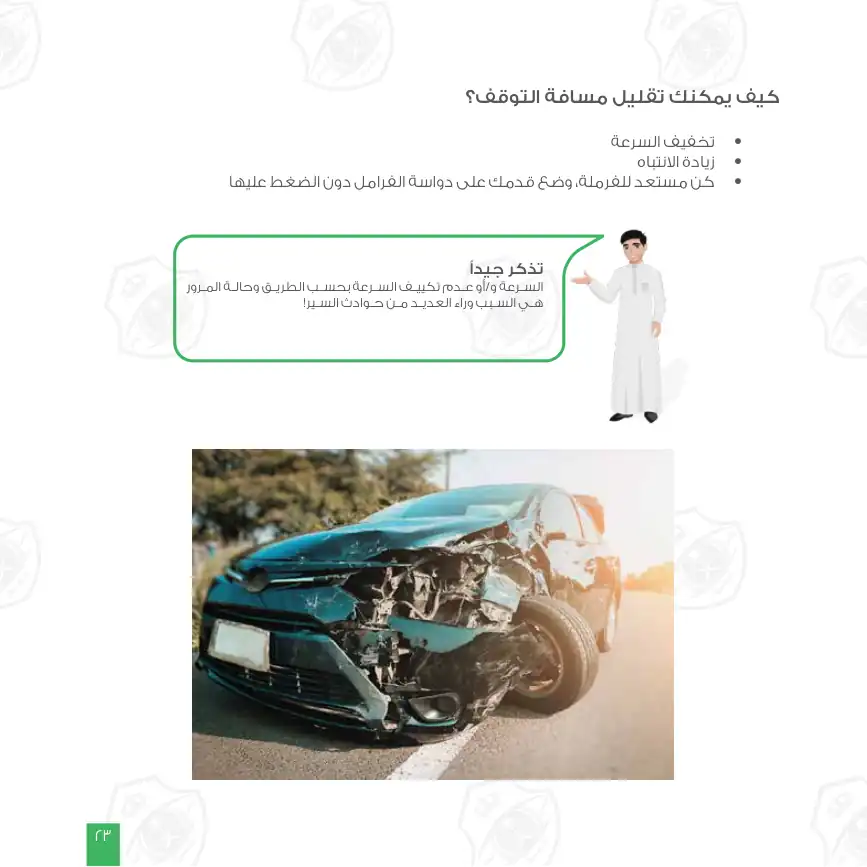 كيف يمكنك تقليل مسافة التوقف؟
• تخفيف السرعة
• زيادة الانتباه
• كن مستعد للفرملة، وضع قدمك على دواسة الفرامل دون الضغط عليها
تذكر جيداً
السرعة و/أو عدم تكييف السرعة بحسب الطريق وحالة المرور
هي السبب وراء العديد من حوادث السير!
٢٣